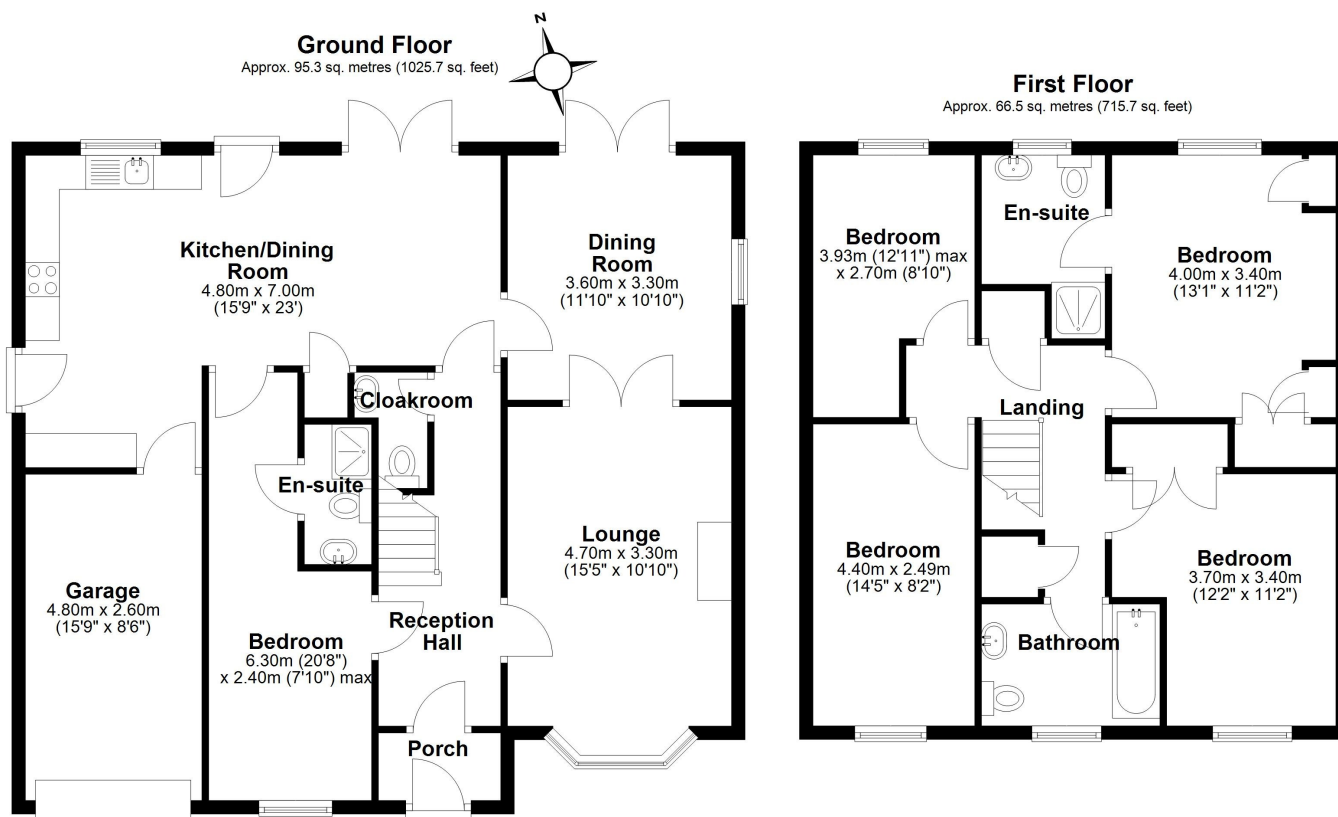 N
Ground Floor
Approx. 95.3 sq. metres (1025.7 sq. feet)
Kitchen/Dining
Room
4.80m x 7.00m
(15'9" x 23')
Dining
Room
3.60m x 3.30m
(11'10" x 10'10")
Cloakroom
En-suite
Lounge
4.70m x 3.30m
(15'5" x 10'10")
Garage
4.80m x 2.60m
(15'9" x 8'6")
Reception
Hall
Bedroom
6.30m (20'8")
x 2.40m (7'10") max
Porch
First Floor
Approx. 66.5 sq. metres (715.7 sq. feet)
Bedroom
3.93m (12'11") max
x 2.70m (8'10")
En-suite
Bedroom
4.00m x 3.40m
(13'1" x 11'2")
Landing
Bedroom
4.40m x 2.49m
(14'5" x 8'2")
Bedroom
3.70m x 3.40m
(12'2" x 11'2")
Bathroom